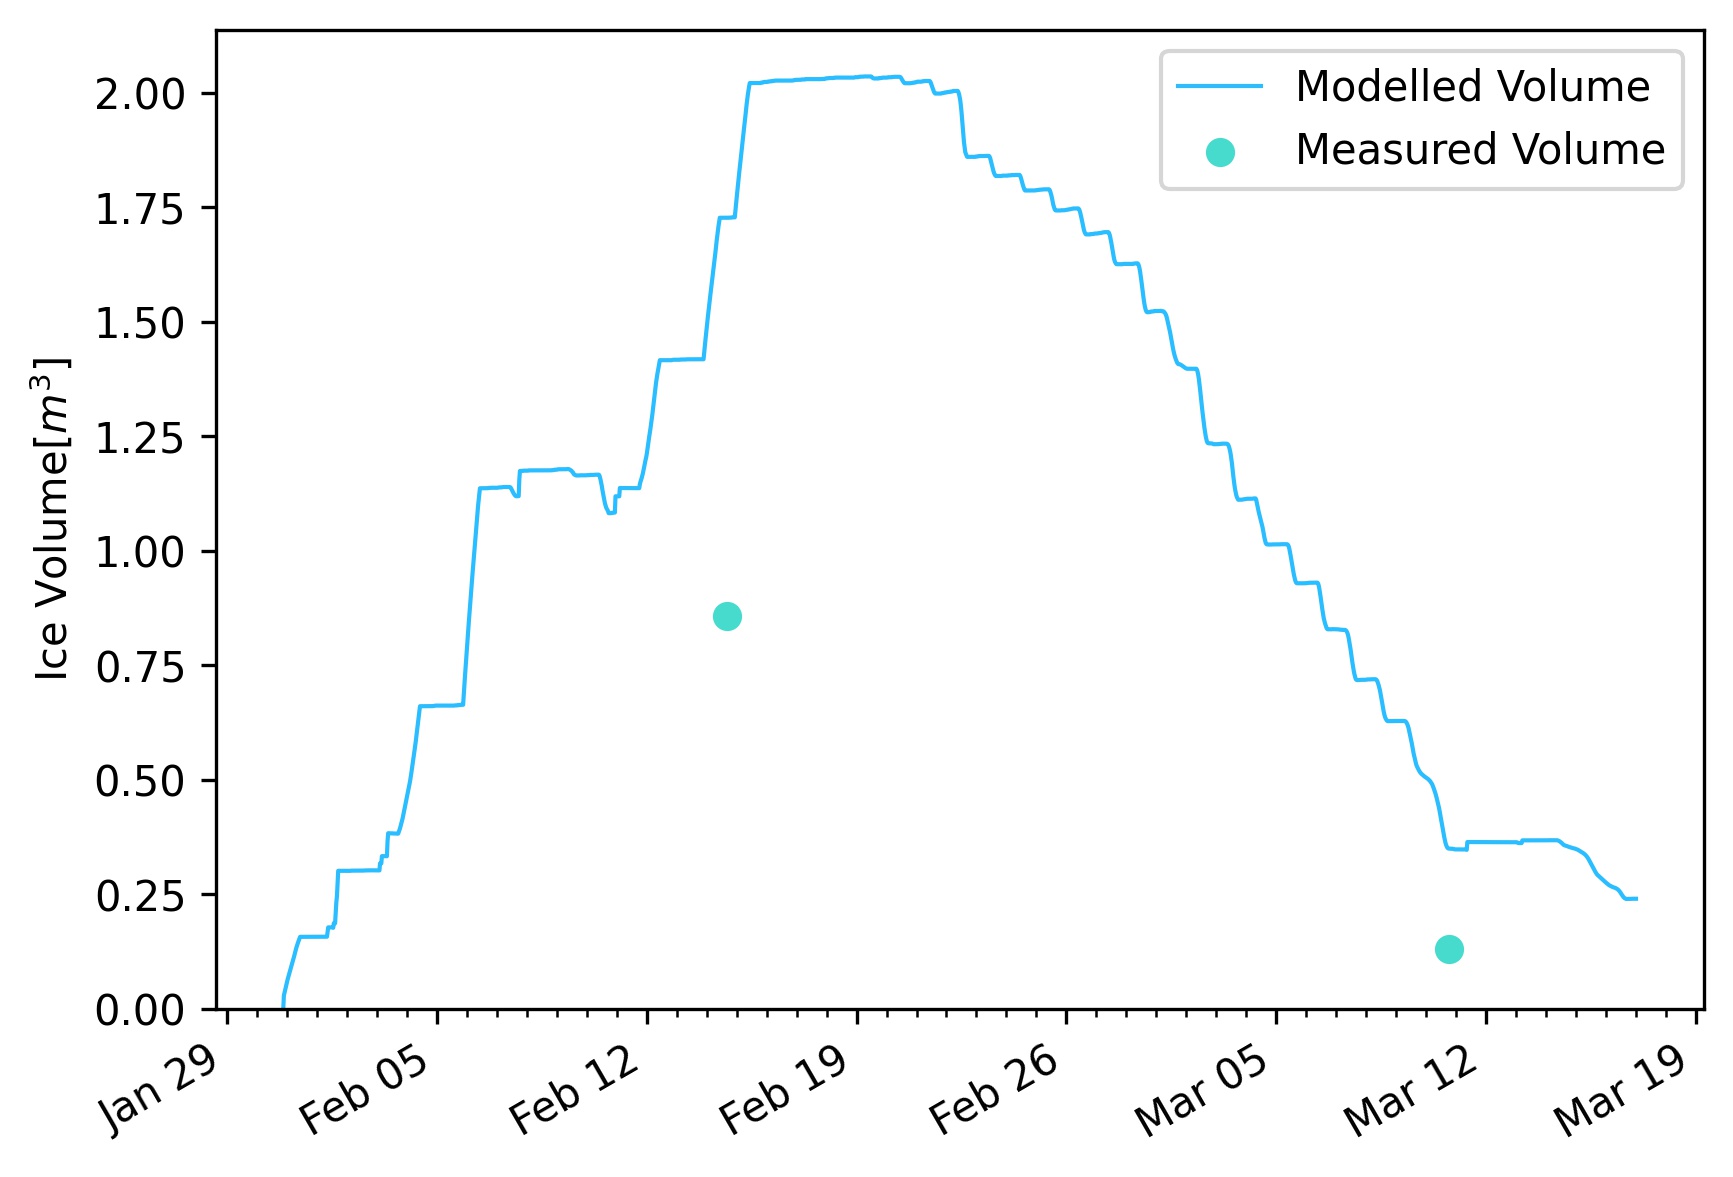 Modelled Volume
Measured Volume
Ice Volume[m³]
2.00
1.75
1.50
1.25
1.00
0.75
0.50
0.25
0.00
Jan 29
Feb 05
Feb 12
Feb 19
Feb 26
Mar 05
Mar 12
Mar 19